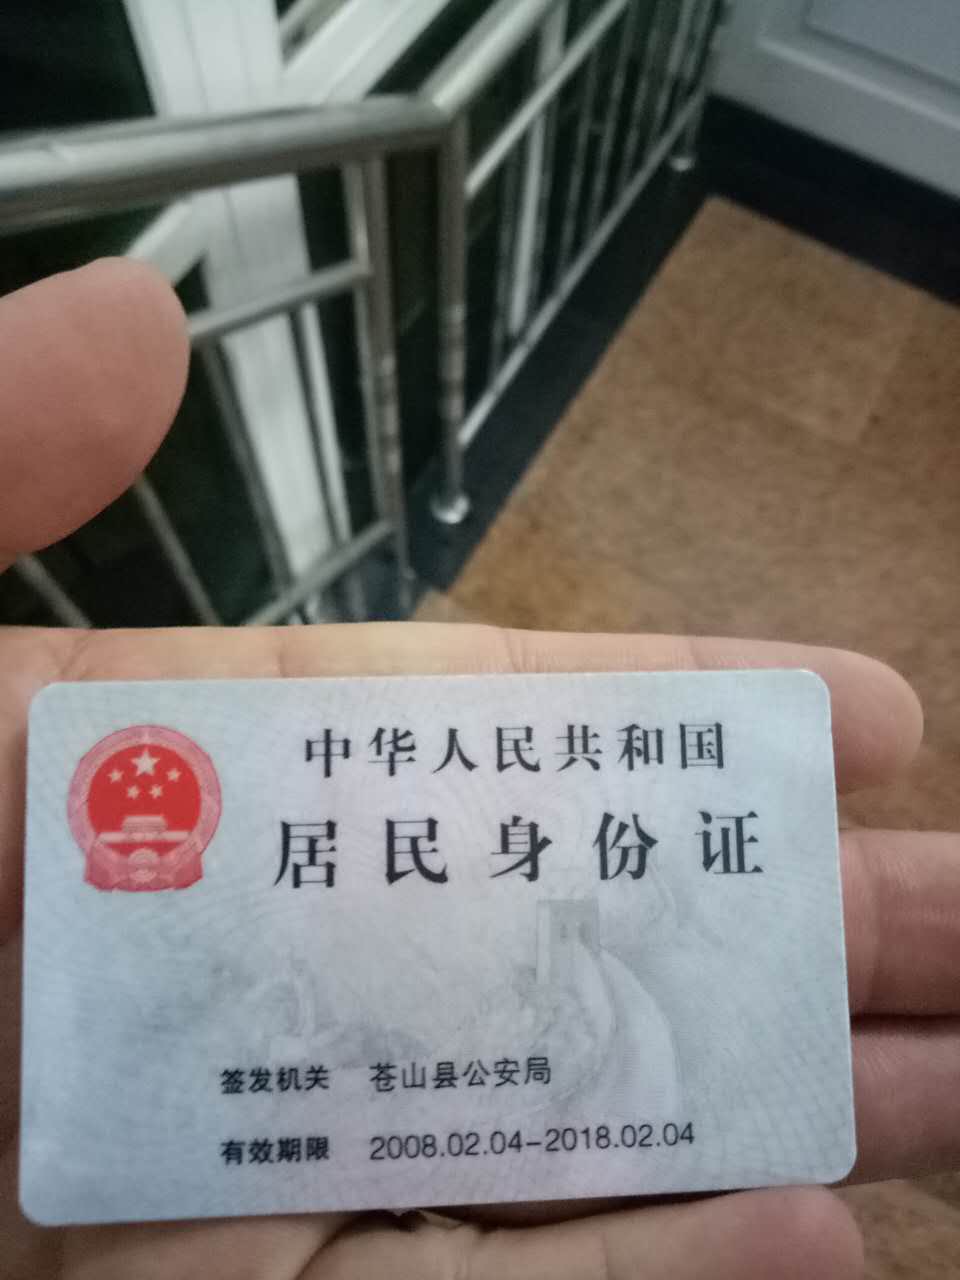 中华人民共和国
居民身份证
签发机关 苍山县公安局
有效期限 2008.02.04-2018.02.04